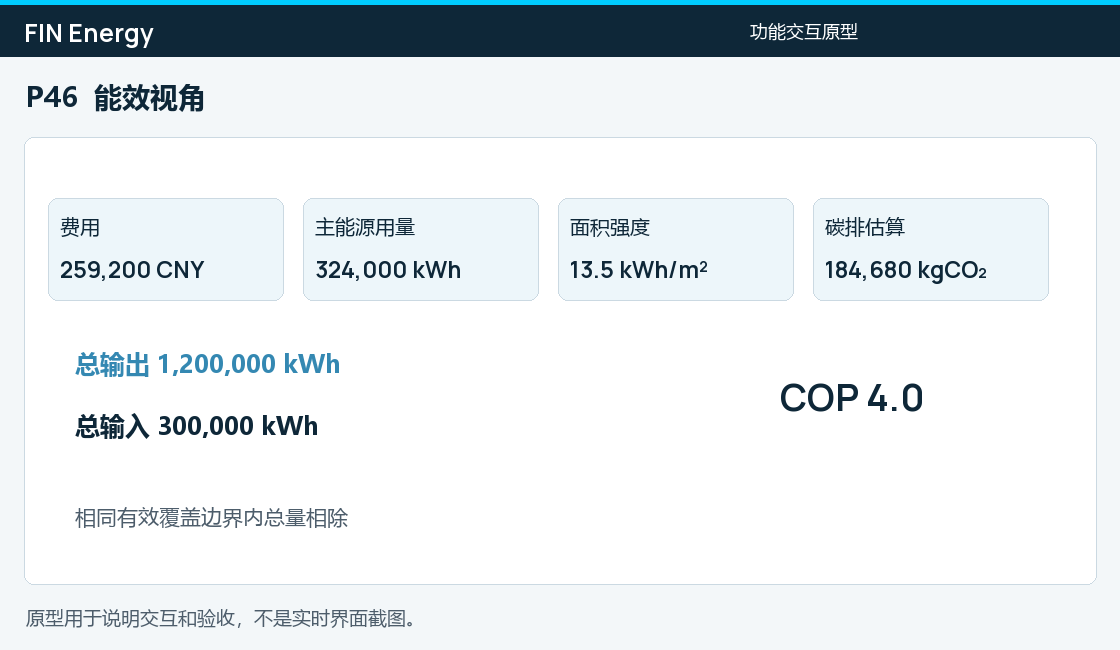 FIN Energy
功能交互原型
P46 能效视角
费用
259,200 CNY
主能源用量
324,000 kWh
面积强度
13.5 kWh/m²
碳排估算
184,680 kgCO₂
总输出 1,200,000 kWh
总输入 300,000 kWh
COP 4.0
相同有效覆盖边界内总量相除
原型用于说明交互和验收，不是实时界面截图。